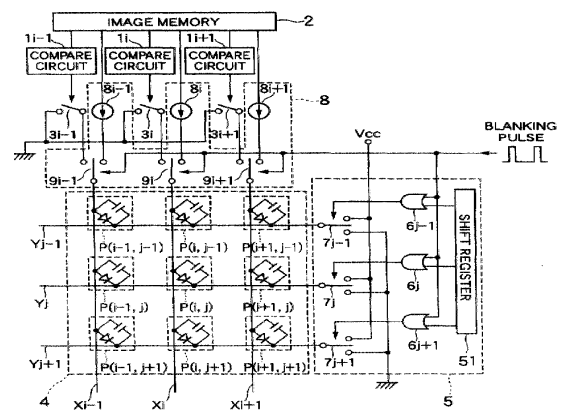 IMAGE MEMORY 2
1i-1 1i 1i+1
COMPARE CIRCUIT COMPARE CIRCUIT COMPARE CIRCUIT
8i-1 8i 8i+1 8
3i-1 3i 3i+1
Vcc
BLANKING PULSE
9i-1 9i 9i+1
Yj-1 P(i-1, j-1) P(i, j-1) P(i+1, j-1) 7j-1 6j-1
SHIFT REGISTER
Yj P(i-1, j) P(i, j) P(i+1, j) 7j 6j
Yj+1 P(i-1, j+1) P(i, j+1) P(i+1, j+1) 7j+1 6j+1
51
4 5
Xi-1 Xi Xi+1